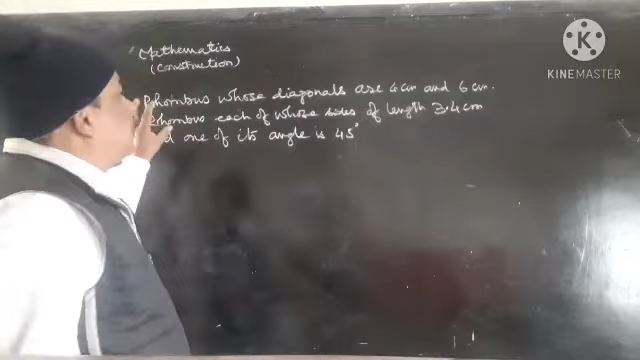 Mathematics
(Construction)
Rhombus whose diagonals are 4 cm and 6 cm.
Rhombus each of whose sides of length 3.4 cm
one of its angle is 45°
K
KINEMASTER